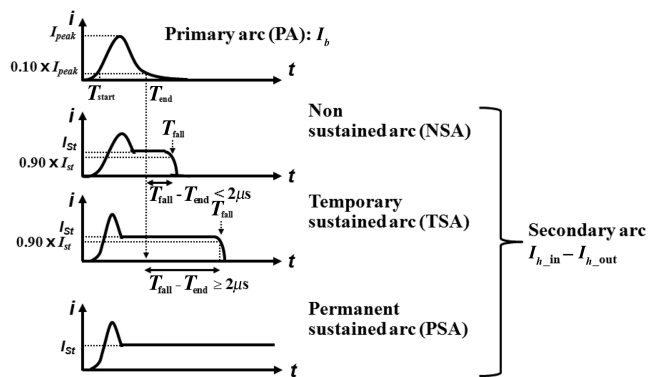 i
I_peak
Primary arc (PA): I_b
0.10 x I_peak
t
T_start
T_end
i
Non
sustained arc (NSA)
T_fall
I_St
0.90 x I_st
t
T_fall - T_end < 2μs
i
Temporary
sustained arc (TSA)
T_fall
I_St
0.90 x I_st
t
T_fall - T_end ≥ 2μs
Secondary arc
I_h_in – I_h_out
i
Permanent
sustained arc (PSA)
I_St
t